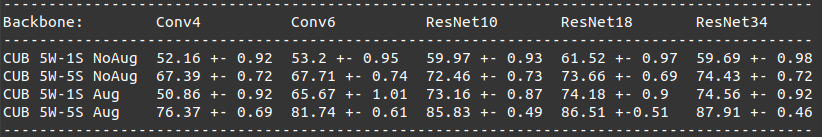 --------------------------------------------------------------------------------
Backbone:        Conv4          Conv6          ResNet10       ResNet18       ResNet34
--------------------------------------------------------------------------------
CUB 5W-1S NoAug  52.16 +- 0.92  53.2 +- 0.95   59.97 +- 0.93  61.52 +- 0.97  59.69 +- 0.98
CUB 5W-5S NoAug  67.39 +- 0.72  67.71 +- 0.74  72.46 +- 0.73  73.66 +- 0.69  74.43 +- 0.72
CUB 5W-1S Aug    50.86 +- 0.92  65.67 +- 1.01  73.16 +- 0.87  74.18 +- 0.9   74.56 +- 0.92
CUB 5W-5S Aug    76.37 +- 0.69  81.74 +- 0.61  85.83 +- 0.49  86.51 +-0.51   87.91 +- 0.46
--------------------------------------------------------------------------------